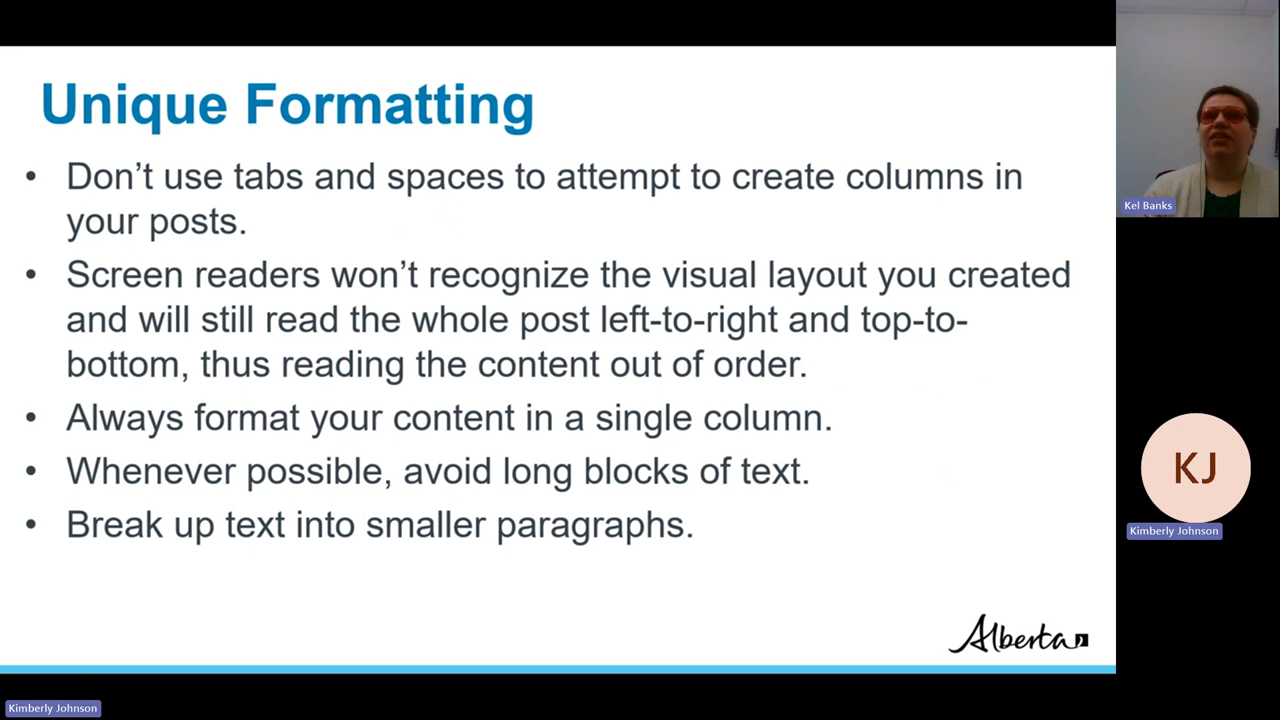 Unique Formatting
• Don’t use tabs and spaces to attempt to create columns in
your posts.
• Screen readers won’t recognize the visual layout you created
and will still read the whole post left-to-right and top-to-
bottom, thus reading the content out of order.
• Always format your content in a single column.
• Whenever possible, avoid long blocks of text.
• Break up text into smaller paragraphs.
Alberta
Kel Banks
KJ
Kimberly Johnson
Kimberly Johnson